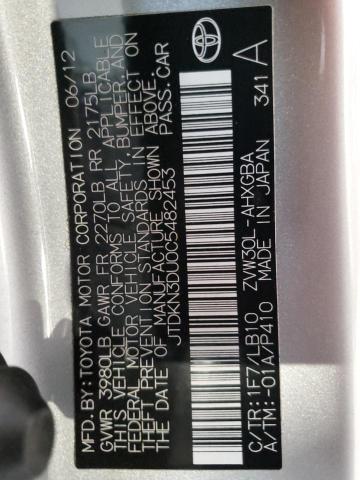 MFD. BY: TOYOTA MOTOR CORPORATION 06/12
GVWR 3980LB GAWR FR 2270LB RR 2175LB
THIS VEHICLE CONFORMS TO ALL APPLICABLE
FEDERAL MOTOR VEHICLE SAFETY, BUMPER, AND
THEFT PREVENTION STANDARDS IN EFFECT ON
THE DATE OF MANUFACTURE SHOWN ABOVE.
JTDKN3DU0C5482453 PASS. CAR
TOYOTA
ZVW30L-AHXGBA
C/TR: 1F7/LB10 MADE IN JAPAN 341 A
A/TM: -01A/P410